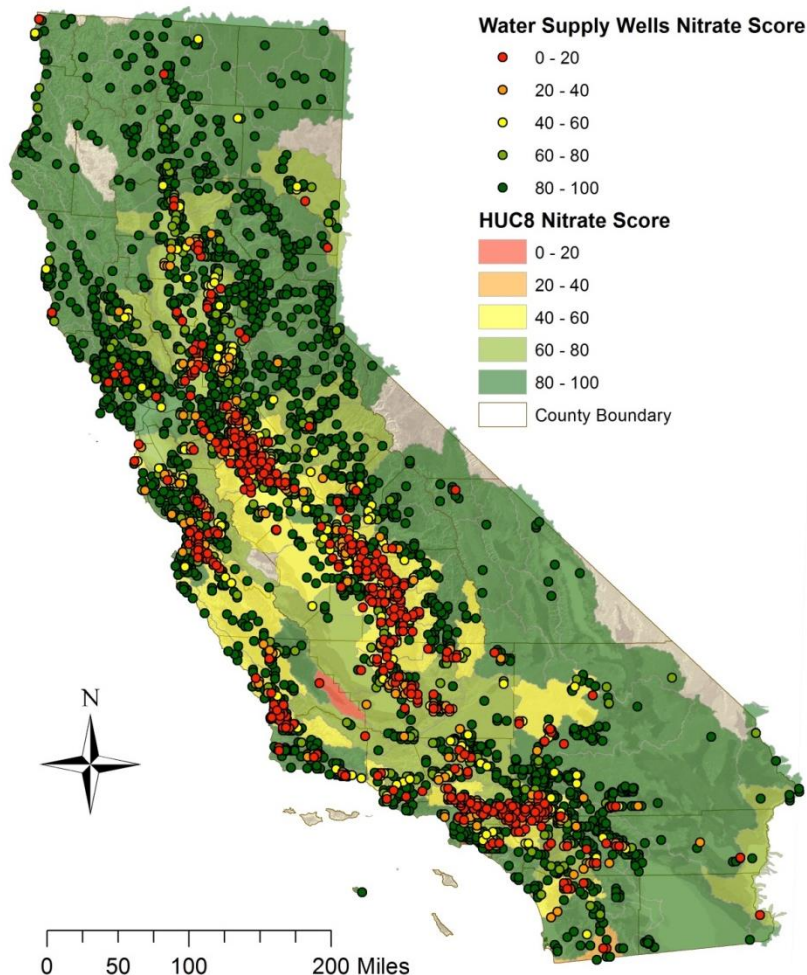 Water Supply Wells Nitrate Score
0 - 20
20 - 40
40 - 60
60 - 80
80 - 100
HUC8 Nitrate Score
0 - 20
20 - 40
40 - 60
60 - 80
80 - 100
County Boundary
N
0 100 200 Miles